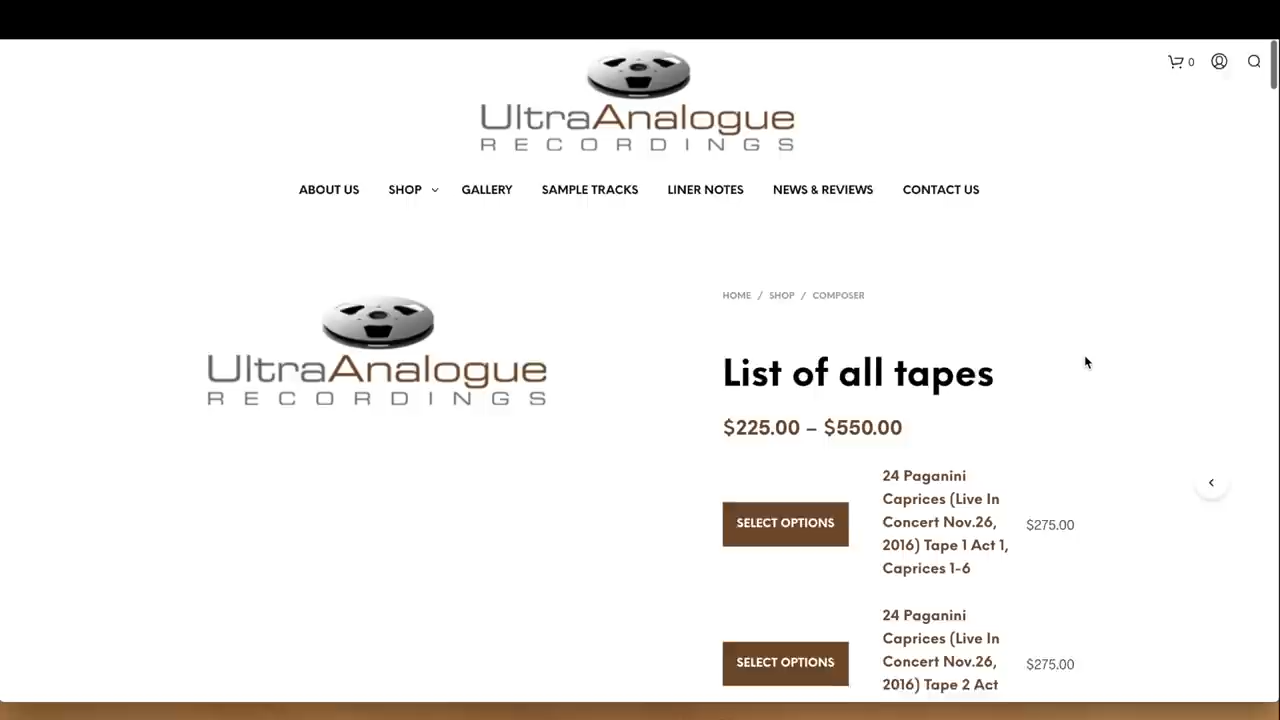 UltraAnalogue
RECORDINGS
0
ABOUT US SHOP GALLERY SAMPLE TRACKS LINER NOTES NEWS & REVIEWS CONTACT US
UltraAnalogue
RECORDINGS
HOME / SHOP / COMPOSER
List of all tapes
$225.00 – $550.00
SELECT OPTIONS
24 Paganini
Caprices (Live In
Concert Nov.26,
2016) Tape 1 Act 1,
Caprices 1-6
$275.00
SELECT OPTIONS
24 Paganini
Caprices (Live In
Concert Nov.26,
2016) Tape 2 Act
$275.00